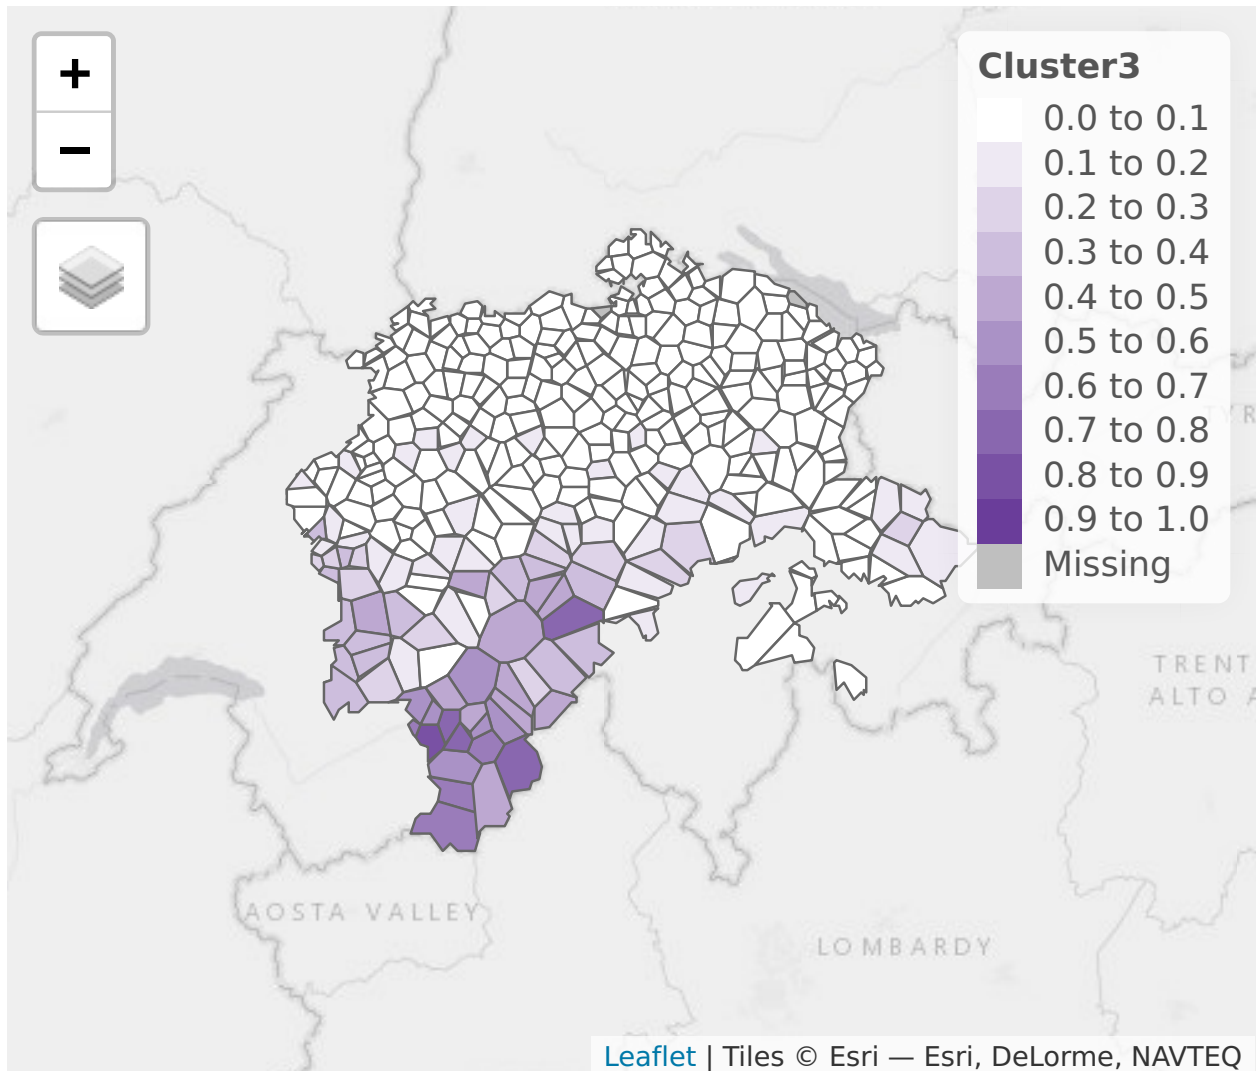 +
−
Cluster3
0.0 to 0.1
0.1 to 0.2
0.2 to 0.3
0.3 to 0.4
0.4 to 0.5
0.5 to 0.6
0.6 to 0.7
0.7 to 0.8
0.8 to 0.9
0.9 to 1.0
Missing
TYR
TRENT
ALTO A
AOSTA VALLEY
LOMBARDY
Leaflet | Tiles © Esri — Esri, DeLorme, NAVTEQ